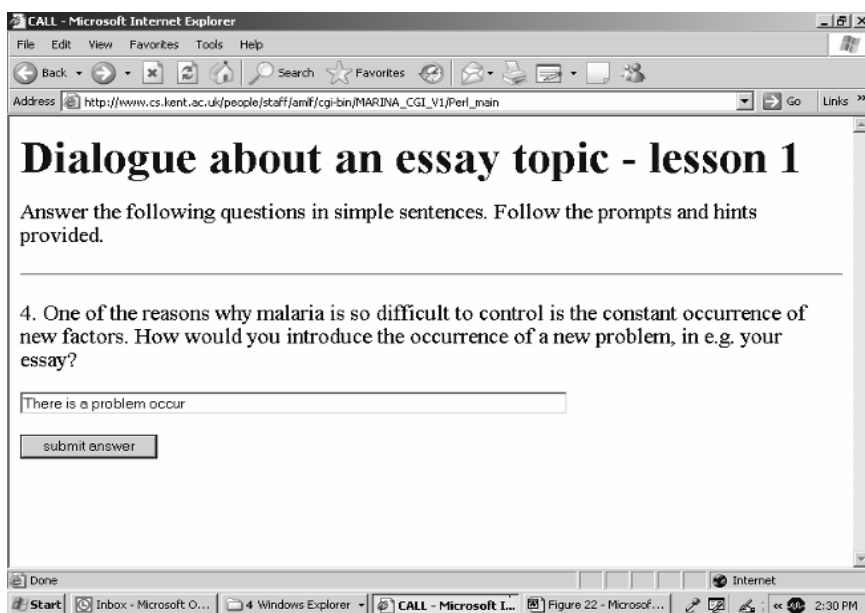 CALL - Microsoft Internet Explorer
File Edit View Favorites Tools Help
Back Search Favorites
Address http://www.cs.kent.ac.uk/people/staff/amlf/cgi-bin/MARINA_CGI_V1/Perl_main Go Links »
Dialogue about an essay topic - lesson 1
Answer the following questions in simple sentences. Follow the prompts and hints
provided.
4. One of the reasons why malaria is so difficult to control is the constant occurrence of
new factors. How would you introduce the occurrence of a new problem, in e.g. your
essay?
There is a problem occur
submit answer
Done Internet
Start Inbox - Microsoft O... 4 Windows Explorer CALL - Microsoft I... Figure 22 - Microsof... « 2:30 PM